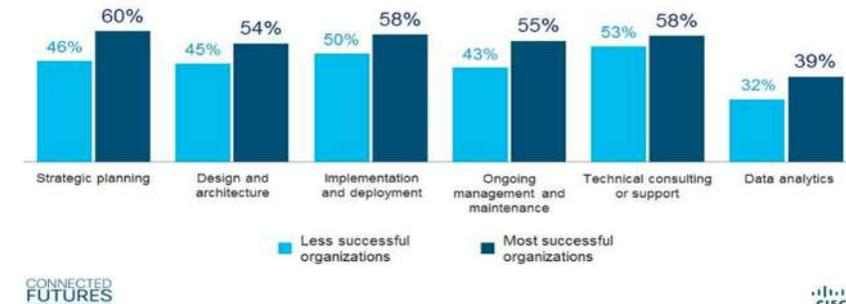 46%
60%
45%
54%
50%
58%
43%
55%
53%
58%
32%
39%
Strategic planning
Design and
architecture
Implementation
and deployment
Ongoing
management and
maintenance
Technical consulting
or support
Data analytics
Less successful
organizations
Most successful
organizations
CONNECTED
FUTURES
CISCO